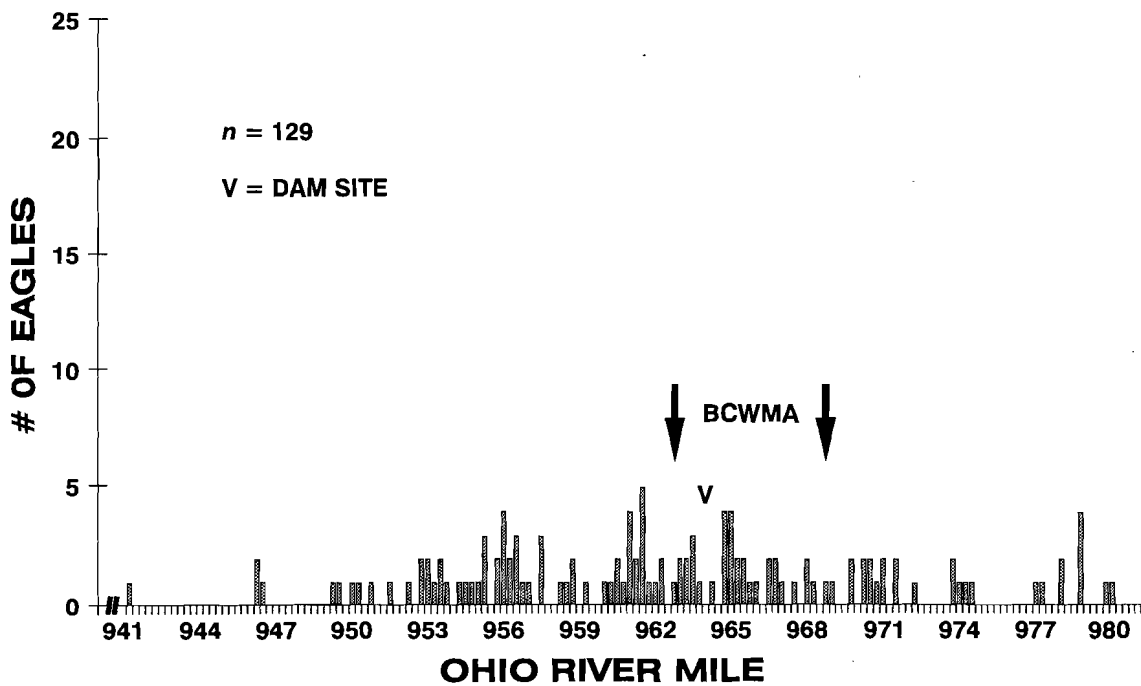 25
20
15
10
5
0
# OF EAGLES
n = 129
V = DAM SITE
BCWMA
V
941 944 947 950 953 956 959 962 965 968 971 974 977 980
OHIO RIVER MILE